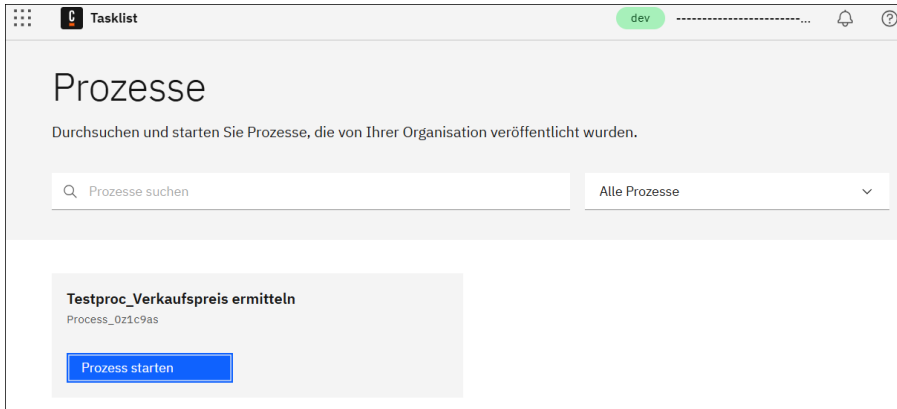 Tasklist
dev
------------------------...
Prozesse
Durchsuchen und starten Sie Prozesse, die von Ihrer Organisation veröffentlicht wurden.
Prozesse suchen
Alle Prozesse
Testproc_Verkaufspreis ermitteln
Process_0z1c9as
Prozess starten